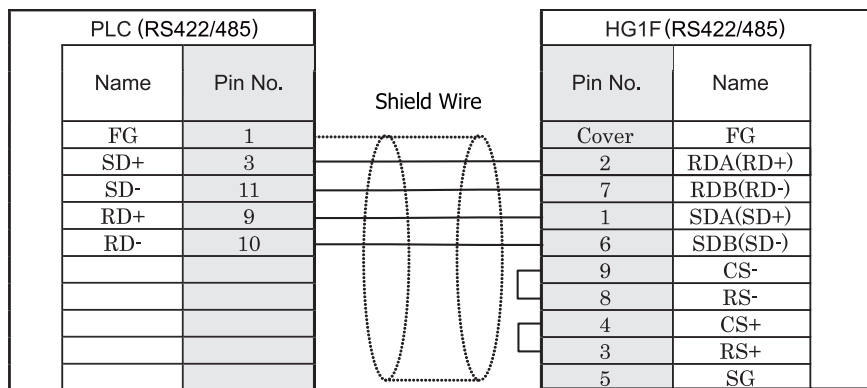 PLC (RS422/485)
Name Pin No.
FG 1
SD+ 3
SD- 11
RD+ 9
RD- 10
Shield Wire
HG1F(RS422/485)
Pin No. Name
Cover FG
2 RDA(RD+)
7 RDB(RD-)
1 SDA(SD+)
6 SDB(SD-)
9 CS-
8 RS-
4 CS+
3 RS+
5 SG